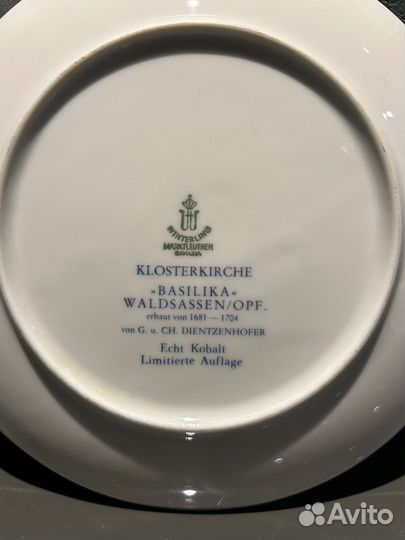 WINTERLING
MARKTLEUTHEN
BAVARIA
KLOSTERKIRCHE
»BASILIKA«
WALDSASSEN/OPF.
erbaut von 1681 — 1704
von G. u. CH. DIENTZENHOFER
Echt Kobalt
Limitierte Auflage
Avito